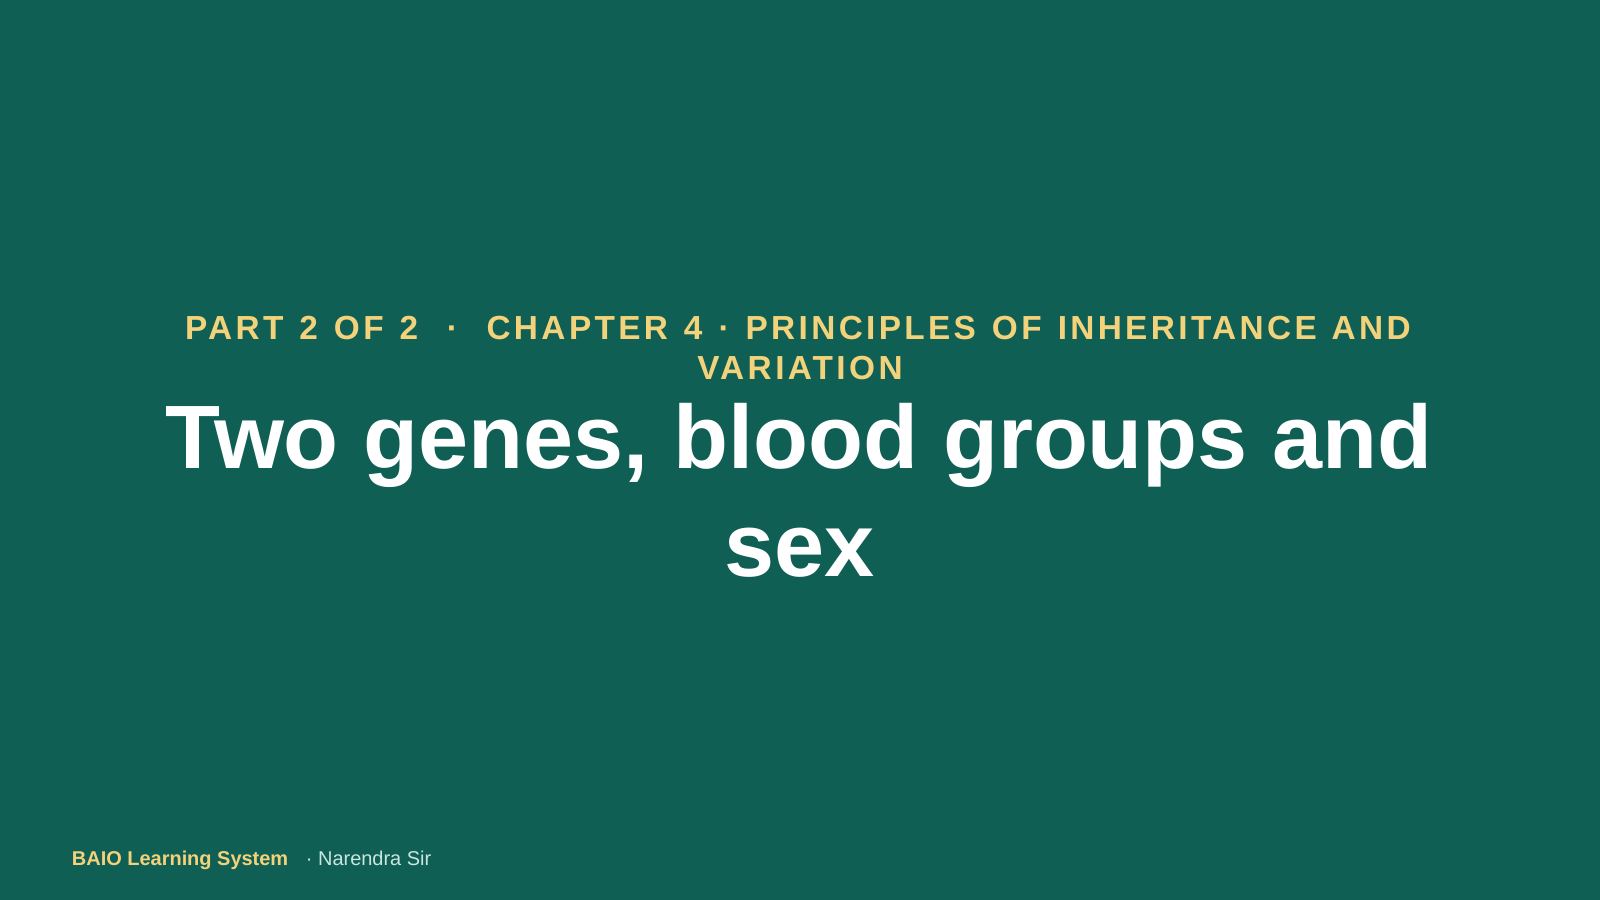 PART 2 OF 2 · CHAPTER 4 · PRINCIPLES OF INHERITANCE AND
VARIATION
Two genes, blood groups and
sex
BAIO Learning System · Narendra Sir